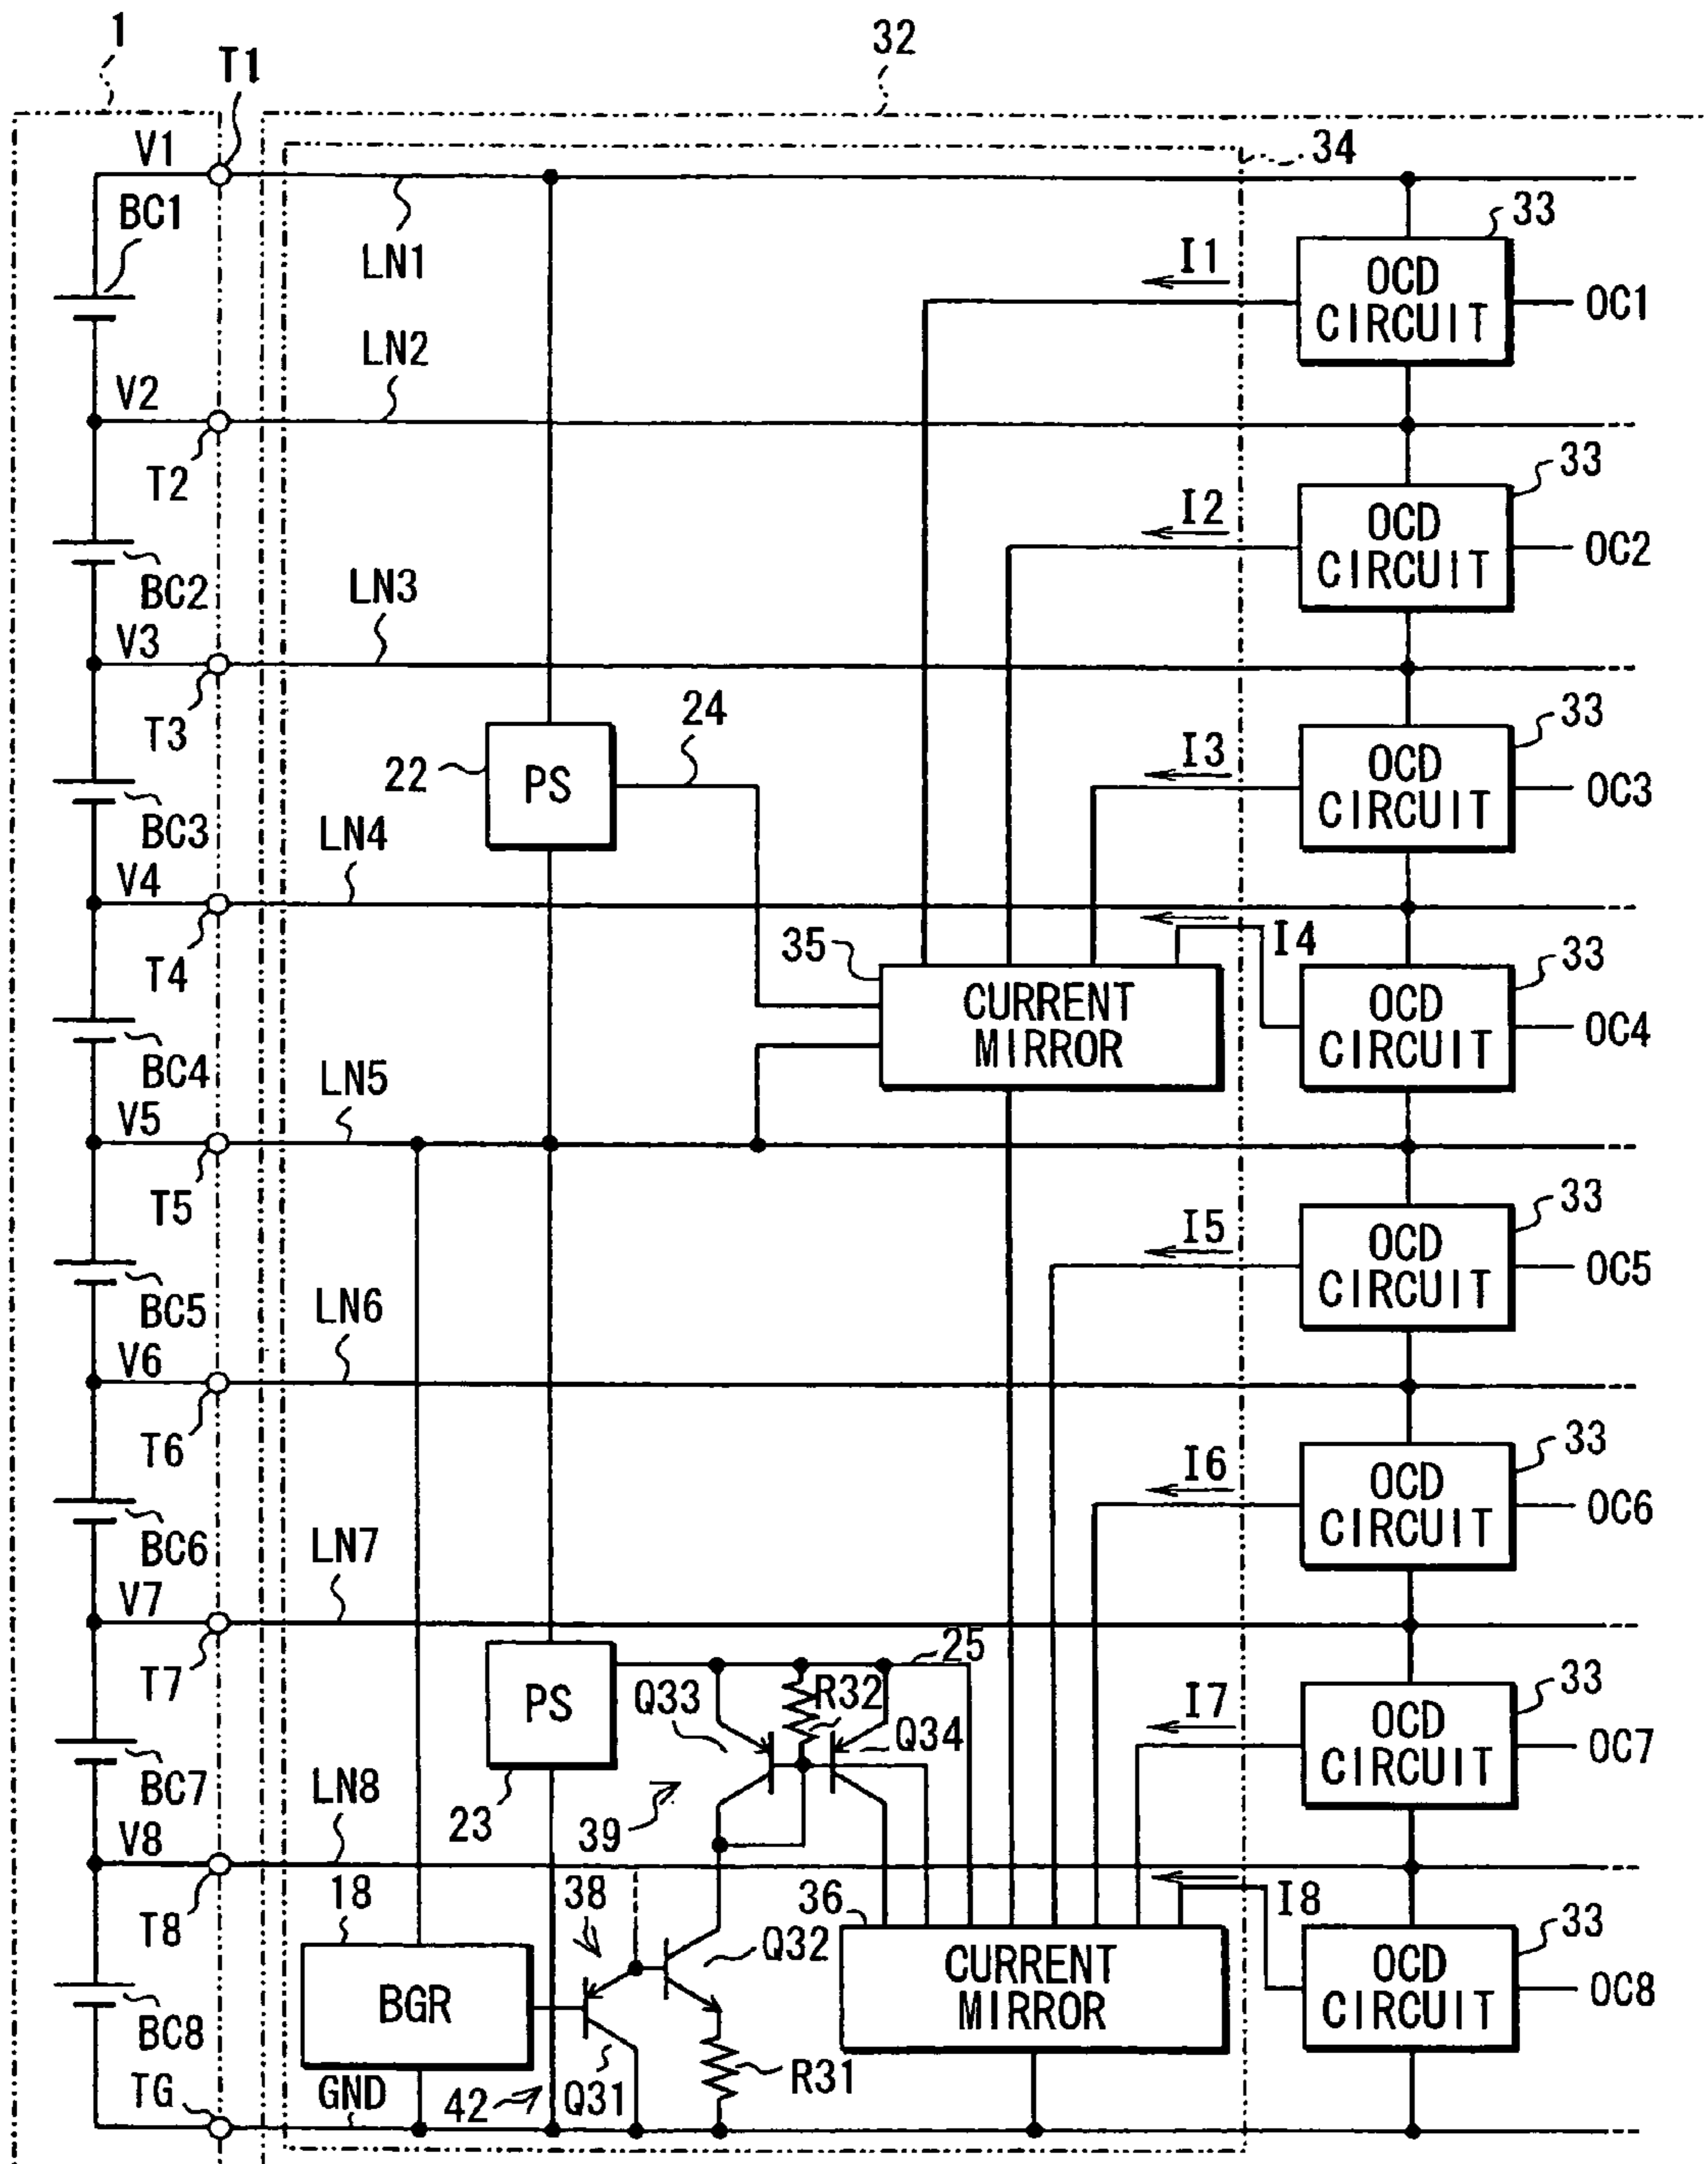 1
T1
32
V1
34
BC1
33
LN1
I1
OCD
CIRCUIT
OC1
LN2
V2
T2
33
I2
OCD
CIRCUIT
OC2
BC2
LN3
V3
T3
24
33
22
PS
I3
OCD
CIRCUIT
OC3
BC3
LN4
V4
T4
35
I4
33
CURRENT
MIRROR
OCD
CIRCUIT
OC4
BC4
LN5
V5
T5
33
I5
OCD
CIRCUIT
OC5
BC5
LN6
V6
T6
33
I6
OCD
CIRCUIT
OC6
BC6
LN7
V7
T7
25
33
PS
Q33
R32
Q34
I7
OCD
CIRCUIT
OC7
BC7
LN8
23
39
V8
T8
18
38
36
I8
33
Q32
BGR
CURRENT
MIRROR
OCD
CIRCUIT
OC8
BC8
TG
GND
42
Q31
R31